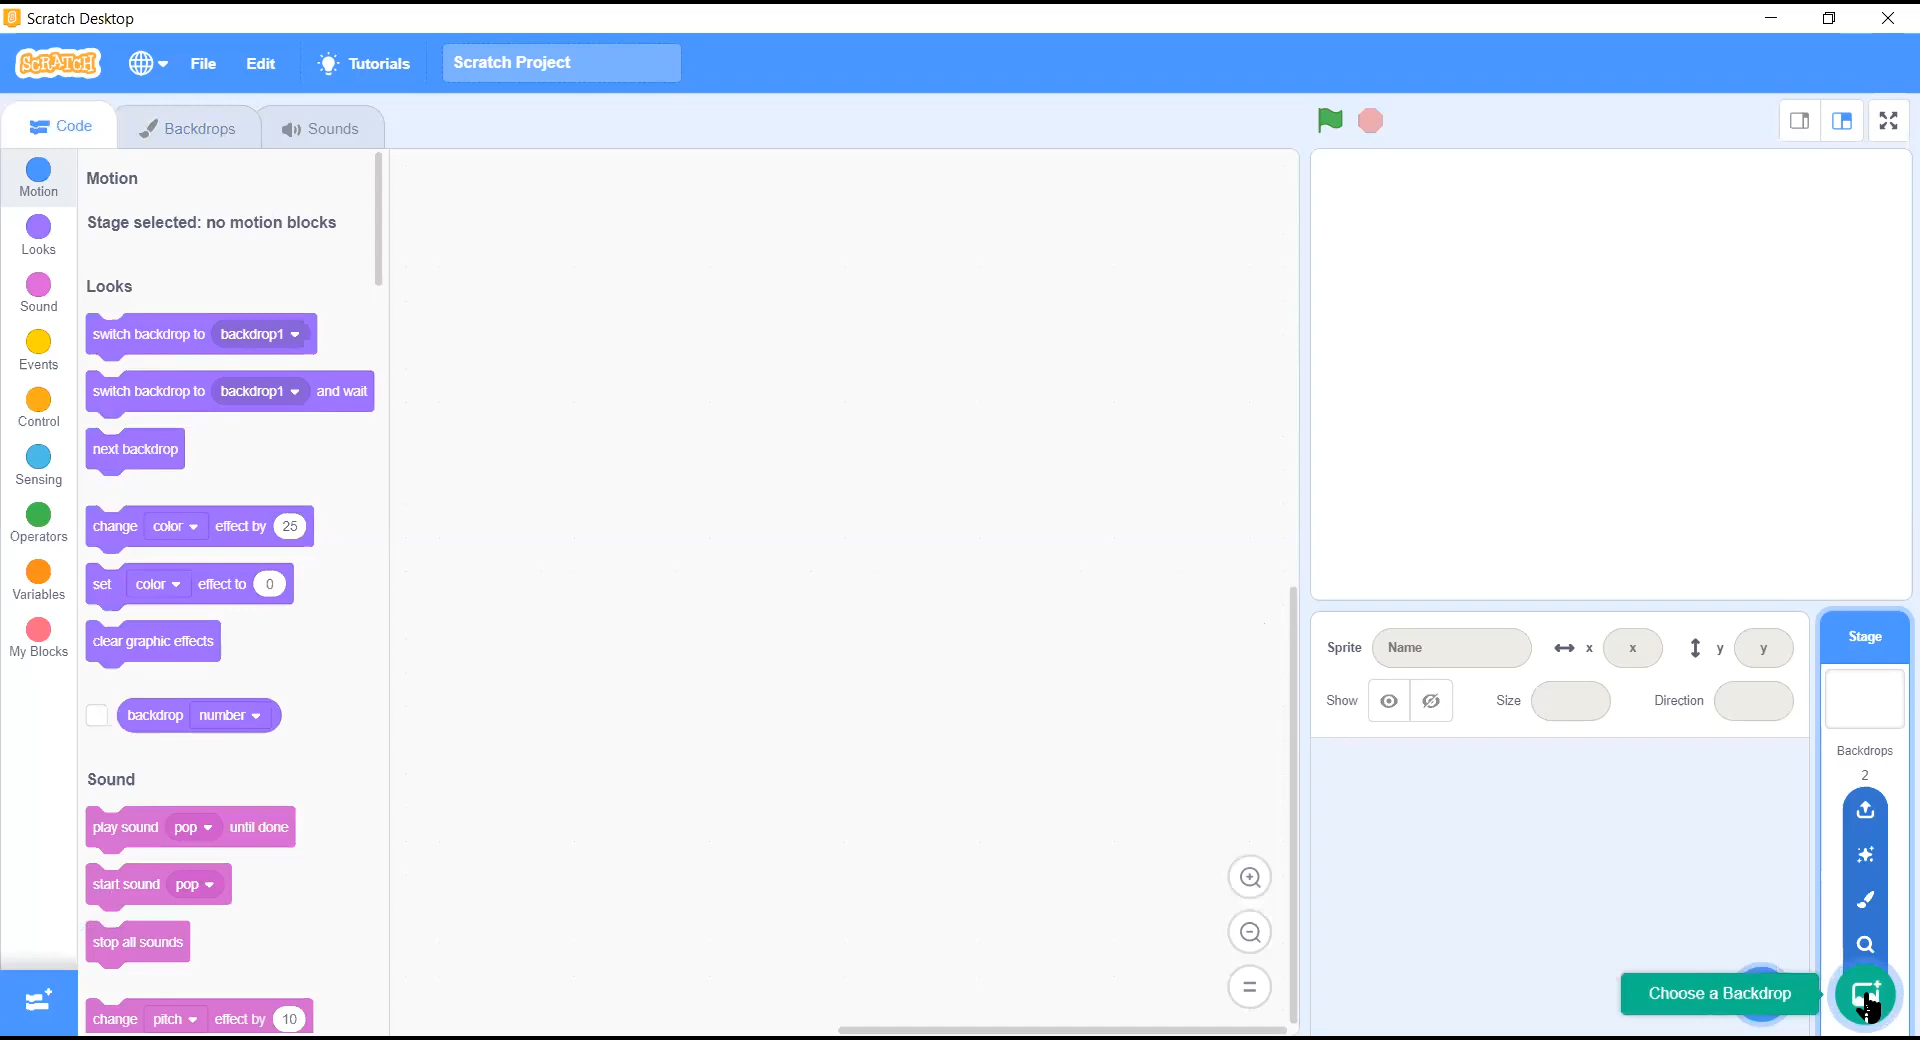 Scratch Desktop
SCRATCH File Edit Tutorials Scratch Project
Code Backdrops Sounds
Motion
Looks
Sound
Events
Control
Sensing
Operators
Variables
My Blocks
Motion
Stage selected: no motion blocks
Looks
switch backdrop to backdrop1
switch backdrop to backdrop1 and wait
next backdrop
change color effect by 25
set color effect to 0
clear graphic effects
backdrop number
Sound
play sound pop until done
start sound pop
stop all sounds
change pitch effect by 10
Sprite Name x x y y
Show Size Direction
Stage
Backdrops
2
Choose a Backdrop